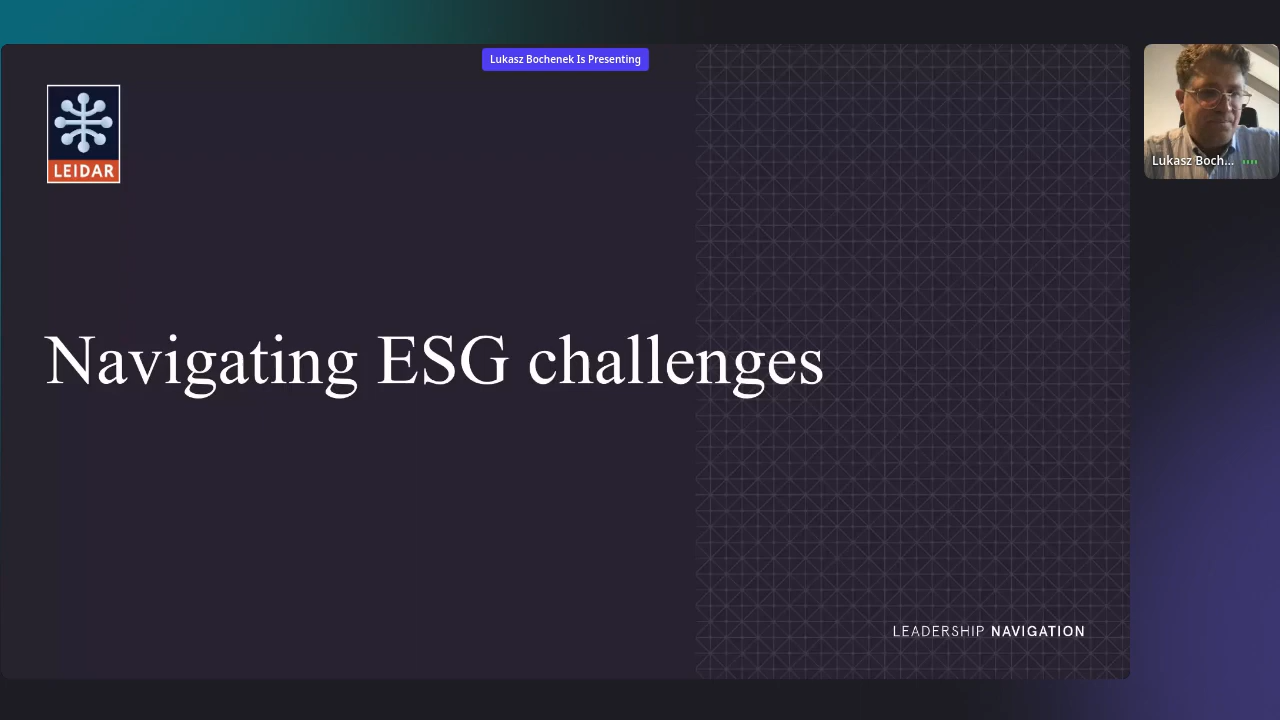 Lukasz Bochenek Is Presenting
LEIDAR
Lukasz Boch...
Navigating ESG challenges
LEADERSHIP NAVIGATION